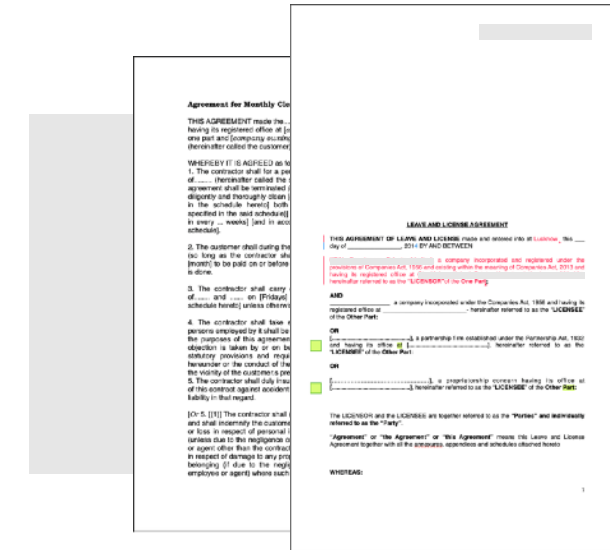 Agreement for Monthly Cle
THIS AGREEMENT made the
having its registered office at
one part and [company
(hereinafter called the customer)
WHEREBY IT IS AGREED as fo
1. The contractor shall for a pe
of........ (hereinafter called the
agreement shall be terminated
diligently and thoroughly clean
in the schedule hereto] both
specified in the said schedule]]
in every ... weeks] [and in acc
schedule].
2. The customer shall during the
(so long as the contractor sha
[month] to be paid on or before
is done.
3. The contractor shall carry
of...... and ...... on [Fridays]
schedule hereto] unless otherw
4. The contractor shall take
persons employed by it shall be
the purposes of this agreement
objection is taken by or on be
statutory provisions and requi
hereunder or the conduct of the
the vicinity of the customer's pre
5. The contractor shall duly insu
of this contract against accident
liability in that regard.
[Or 5. [[1]] The contractor shall
and shall indemnify the custome
or loss in respect of personal i
(unless due to the negligence o
or agent other than the contract
in respect of damage to any pro
belonging (if due to the negli
employee or agent) where such
LEAVE AND LICENSE AGREEMENT
THIS AGREEMENT OF LEAVE AND LICENSE made and entered into at Lucknow, this ___
day of ____________, 2014 BY AND BETWEEN
a company incorporated and registered under the
provisions of Companies Act, 1956 and existing within the meaning of Companies Act, 2013 and
having its registered office at
hereinafter referred to as the "LICENSOR" of the One Part;
AND
____________, a company incorporated under the Companies Act, 1956 and having its
registered office at ____________ - hereinafter referred to as the "LICENSEE"
of the Other Part:
OR
[........................], a partnership firm established under the Partnership Act, 1932
and having its office at [........................], hereinafter referred to as the
"LICENSEE" of the Other Part:
OR
[........................], a proprietorship concern having its office at
[........................], hereinafter referred to as the "LICENSEE" of the Other Part:
The LICENSOR and the LICENSEE are together referred to as the "Parties" and individually
referred to as the "Party".
"Agreement" or "the Agreement" or "this Agreement" means this Leave and License
Agreement together with all the annexures, appendices and schedules attached hereto
WHEREAS:
1